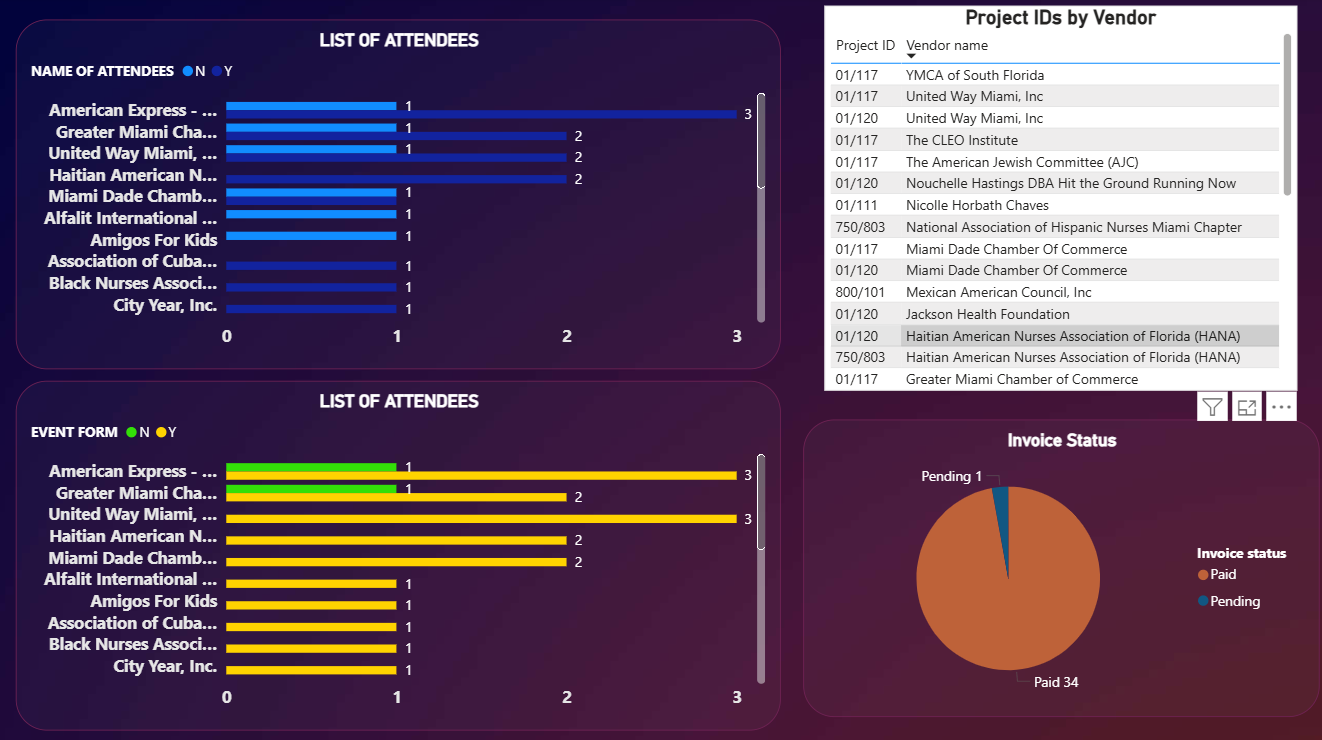 LIST OF ATTENDEES
NAME OF ATTENDEES N Y
American Express - ... 1 3
Greater Miami Cha... 1 2
United Way Miami, ... 1 2
Haitian American N... 2
Miami Dade Chamb... 1
Alfalit International ... 1
Amigos For Kids 1
Association of Cuba... 1
Black Nurses Associ... 1
City Year, Inc. 1
0 1 2 3
LIST OF ATTENDEES
EVENT FORM N Y
American Express - ... 1 3
Greater Miami Cha... 1 2
United Way Miami, ... 3
Haitian American N... 2
Miami Dade Chamb... 2
Alfalit International ... 1
Amigos For Kids 1
Association of Cuba... 1
Black Nurses Associ... 1
City Year, Inc. 1
0 1 2 3
Project IDs by Vendor
Project ID Vendor name
01/117 YMCA of South Florida
01/117 United Way Miami, Inc
01/120 United Way Miami, Inc
01/117 The CLEO Institute
01/117 The American Jewish Committee (AJC)
01/120 Nouchelle Hastings DBA Hit the Ground Running Now
01/111 Nicolle Horbath Chaves
750/803 National Association of Hispanic Nurses Miami Chapter
01/117 Miami Dade Chamber Of Commerce
01/120 Miami Dade Chamber Of Commerce
800/101 Mexican American Council, Inc
01/120 Jackson Health Foundation
01/120 Haitian American Nurses Association of Florida (HANA)
750/803 Haitian American Nurses Association of Florida (HANA)
01/117 Greater Miami Chamber of Commerce
Invoice Status
Pending 1
Paid 34
Invoice status
Paid
Pending